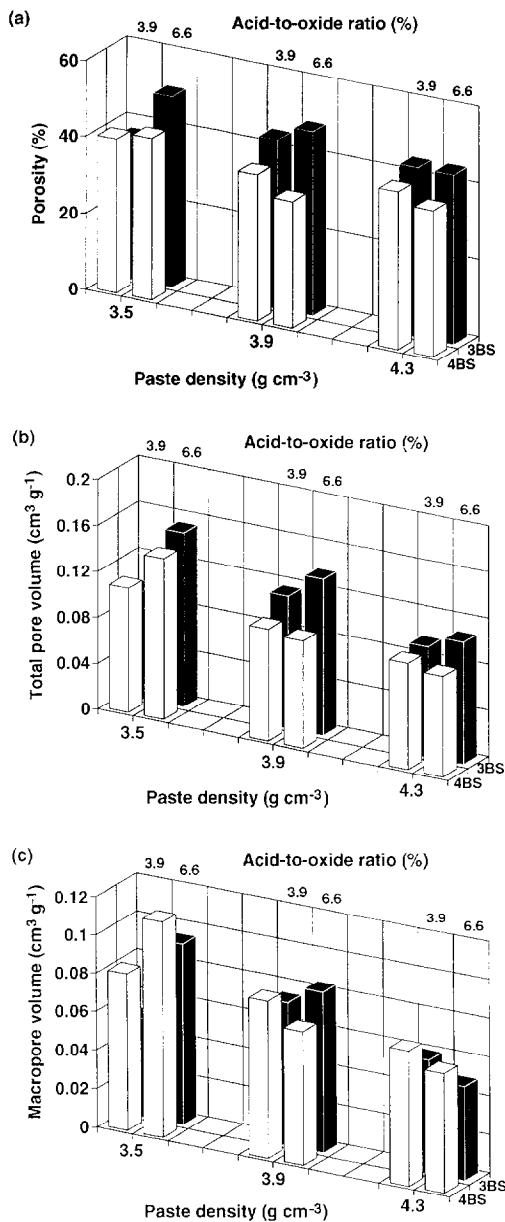 (a)
Acid-to-oxide ratio (%)
3.9 6.6
3.9 6.6
3.9 6.6
Porosity (%)
60
40
20
0
3.5
3.9
4.3
4BS
3BS
Paste density (g cm-3)
(b)
Acid-to-oxide ratio (%)
3.9 6.6
3.9 6.6
3.9 6.6
Total pore volume (cm3 g-1)
0.2
0.16
0.12
0.08
0.04
0
3.5
3.9
4.3
4BS
3BS
Paste density (g cm-3)
(c)
Acid-to-oxide ratio (%)
3.9 6.6
3.9 6.6
3.9 6.6
Macropore volume (cm3 g-1)
0.12
0.1
0.08
0.06
0.04
0.02
0
3.5
3.9
4.3
4BS
3BS
Paste density (g cm-3)